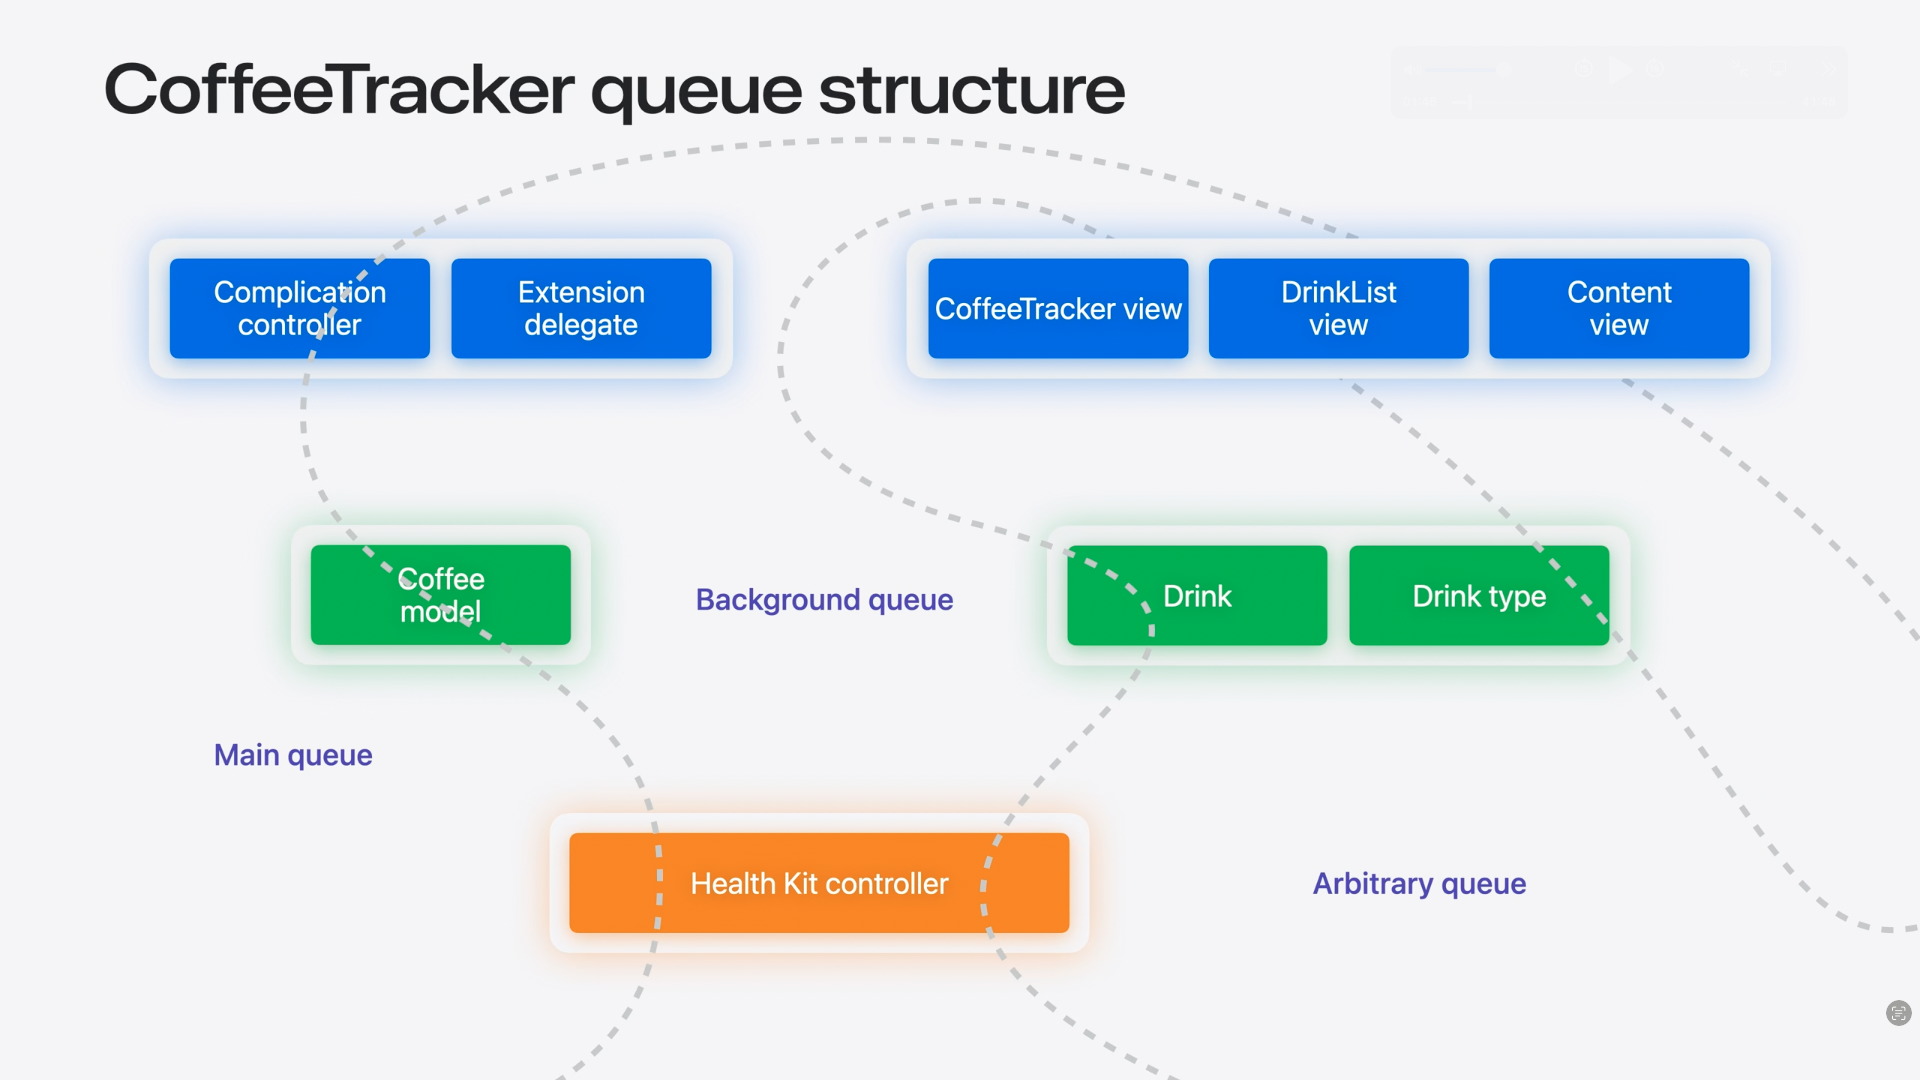 CoffeeTracker queue structure
Complication
controller
Extension
delegate
CoffeeTracker view
DrinkList
view
Content
view
Coffee
model
Background queue
Drink
Drink type
Main queue
Health Kit controller
Arbitrary queue